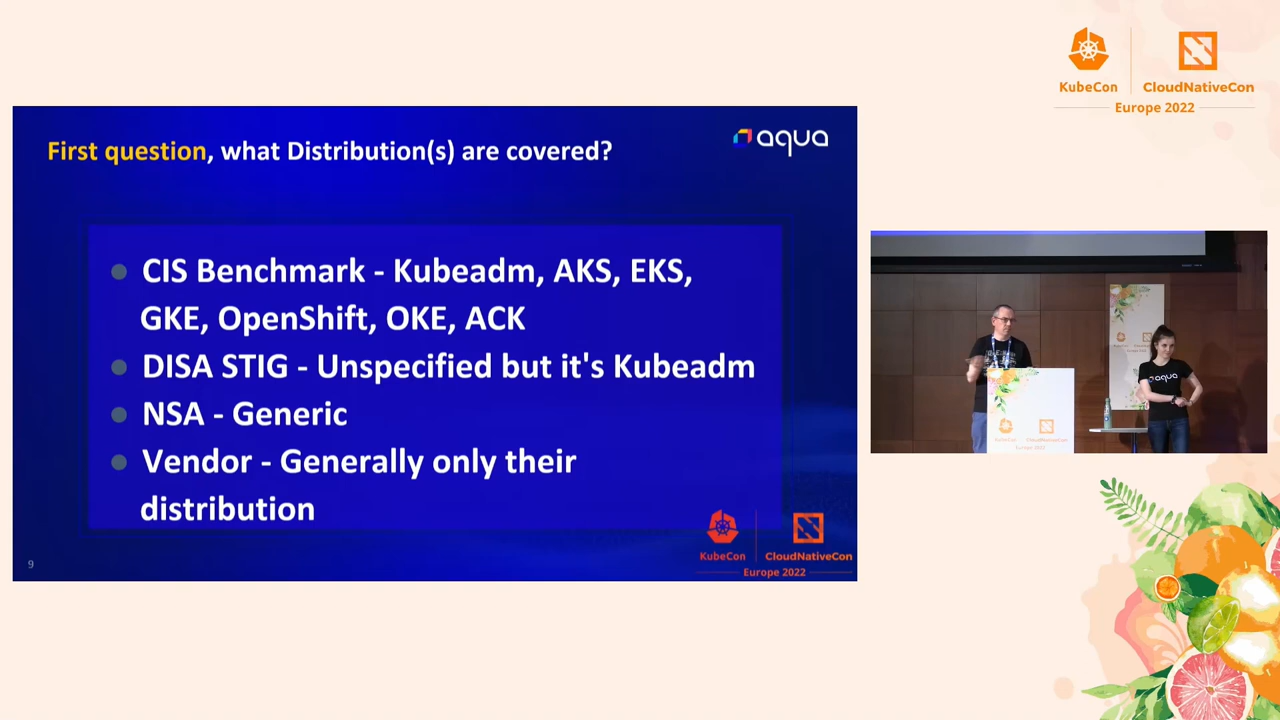 KubeCon
CloudNativeCon
Europe 2022
First question, what Distribution(s) are covered?
aqua
CIS Benchmark - Kubeadm, AKS, EKS,
GKE, OpenShift, OKE, ACK
DISA STIG - Unspecified but it's Kubeadm
NSA - Generic
Vendor - Generally only their
distribution
KubeCon
CloudNativeCon
Europe 2022
9
aqua